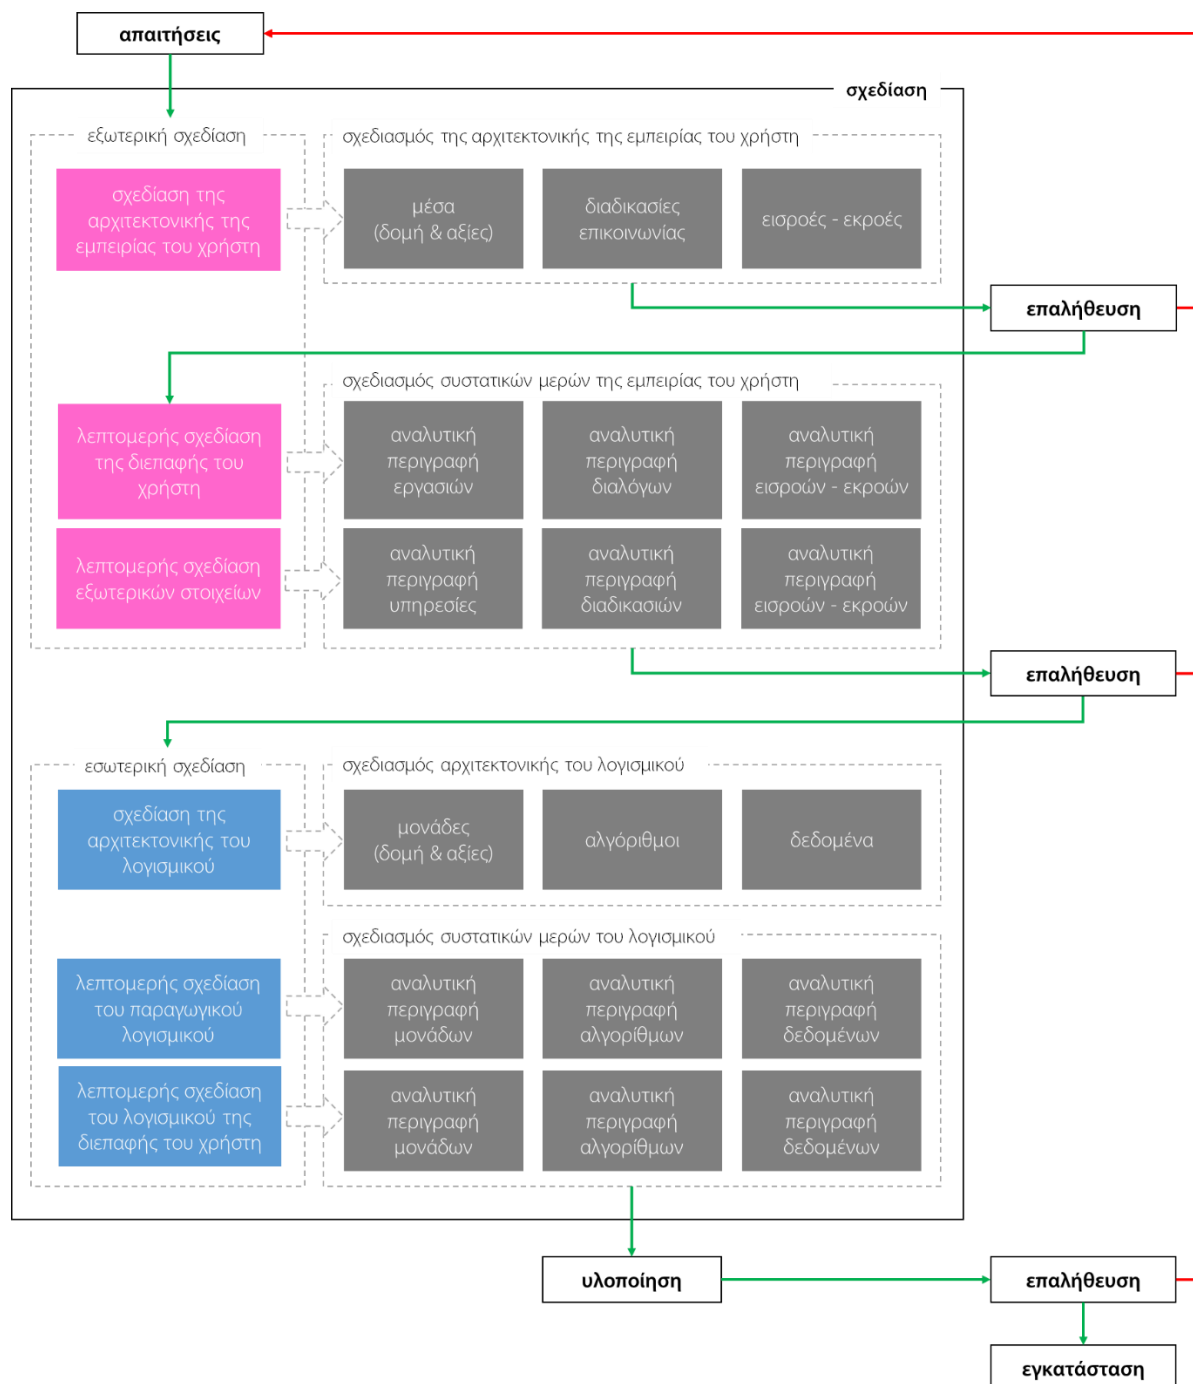 απαιτήσεις
σχεδίαση
εξωτερική σχεδίαση
σχεδιασμός της αρχιτεκτονικής της εμπειρίας του χρήστη
σχεδίαση της
αρχιτεκτονικής της
εμπειρίας του χρήστη
μέσα
(δομή & αξίες)
διαδικασίες
επικοινωνίας
εισροές - εκροές
επαλήθευση
σχεδιασμός συστατικών μερών της εμπειρίας του χρήστη
λεπτομερής σχεδίαση
της διεπαφής του
χρήστη
αναλυτική
περιγραφή
εργασιών
αναλυτική
περιγραφή
διαλόγων
αναλυτική
περιγραφή
εισροών - εκροών
λεπτομερής σχεδίαση
εξωτερικών στοιχείων
αναλυτική
περιγραφή
υπηρεσίες
αναλυτική
περιγραφή
διαδικασιών
αναλυτική
περιγραφή
εισροών - εκροών
επαλήθευση
εσωτερική σχεδίαση
σχεδιασμός αρχιτεκτονικής του λογισμικού
σχεδίαση της
αρχιτεκτονικής του
λογισμικού
μονάδες
(δομή & αξίες)
αλγόριθμοι
δεδομένα
σχεδιασμός συστατικών μερών του λογισμικού
λεπτομερής σχεδίαση
του παραγωγικού
λογισμικού
αναλυτική
περιγραφή
μονάδων
αναλυτική
περιγραφή
αλγορίθμων
αναλυτική
περιγραφή
δεδομένων
λεπτομερής σχεδίαση
του λογισμικού της
διεπαφής του χρήστη
αναλυτική
περιγραφή
μονάδων
αναλυτική
περιγραφή
αλγορίθμων
αναλυτική
περιγραφή
δεδομένων
υλοποίηση
επαλήθευση
εγκατάσταση